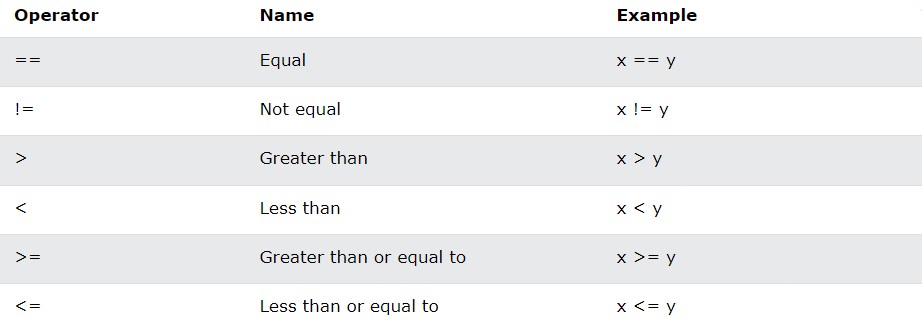 Operator Name Example
== Equal x == y
!= Not equal x != y
> Greater than x > y
< Less than x < y
>= Greater than or equal to x >= y
<= Less than or equal to x <= y